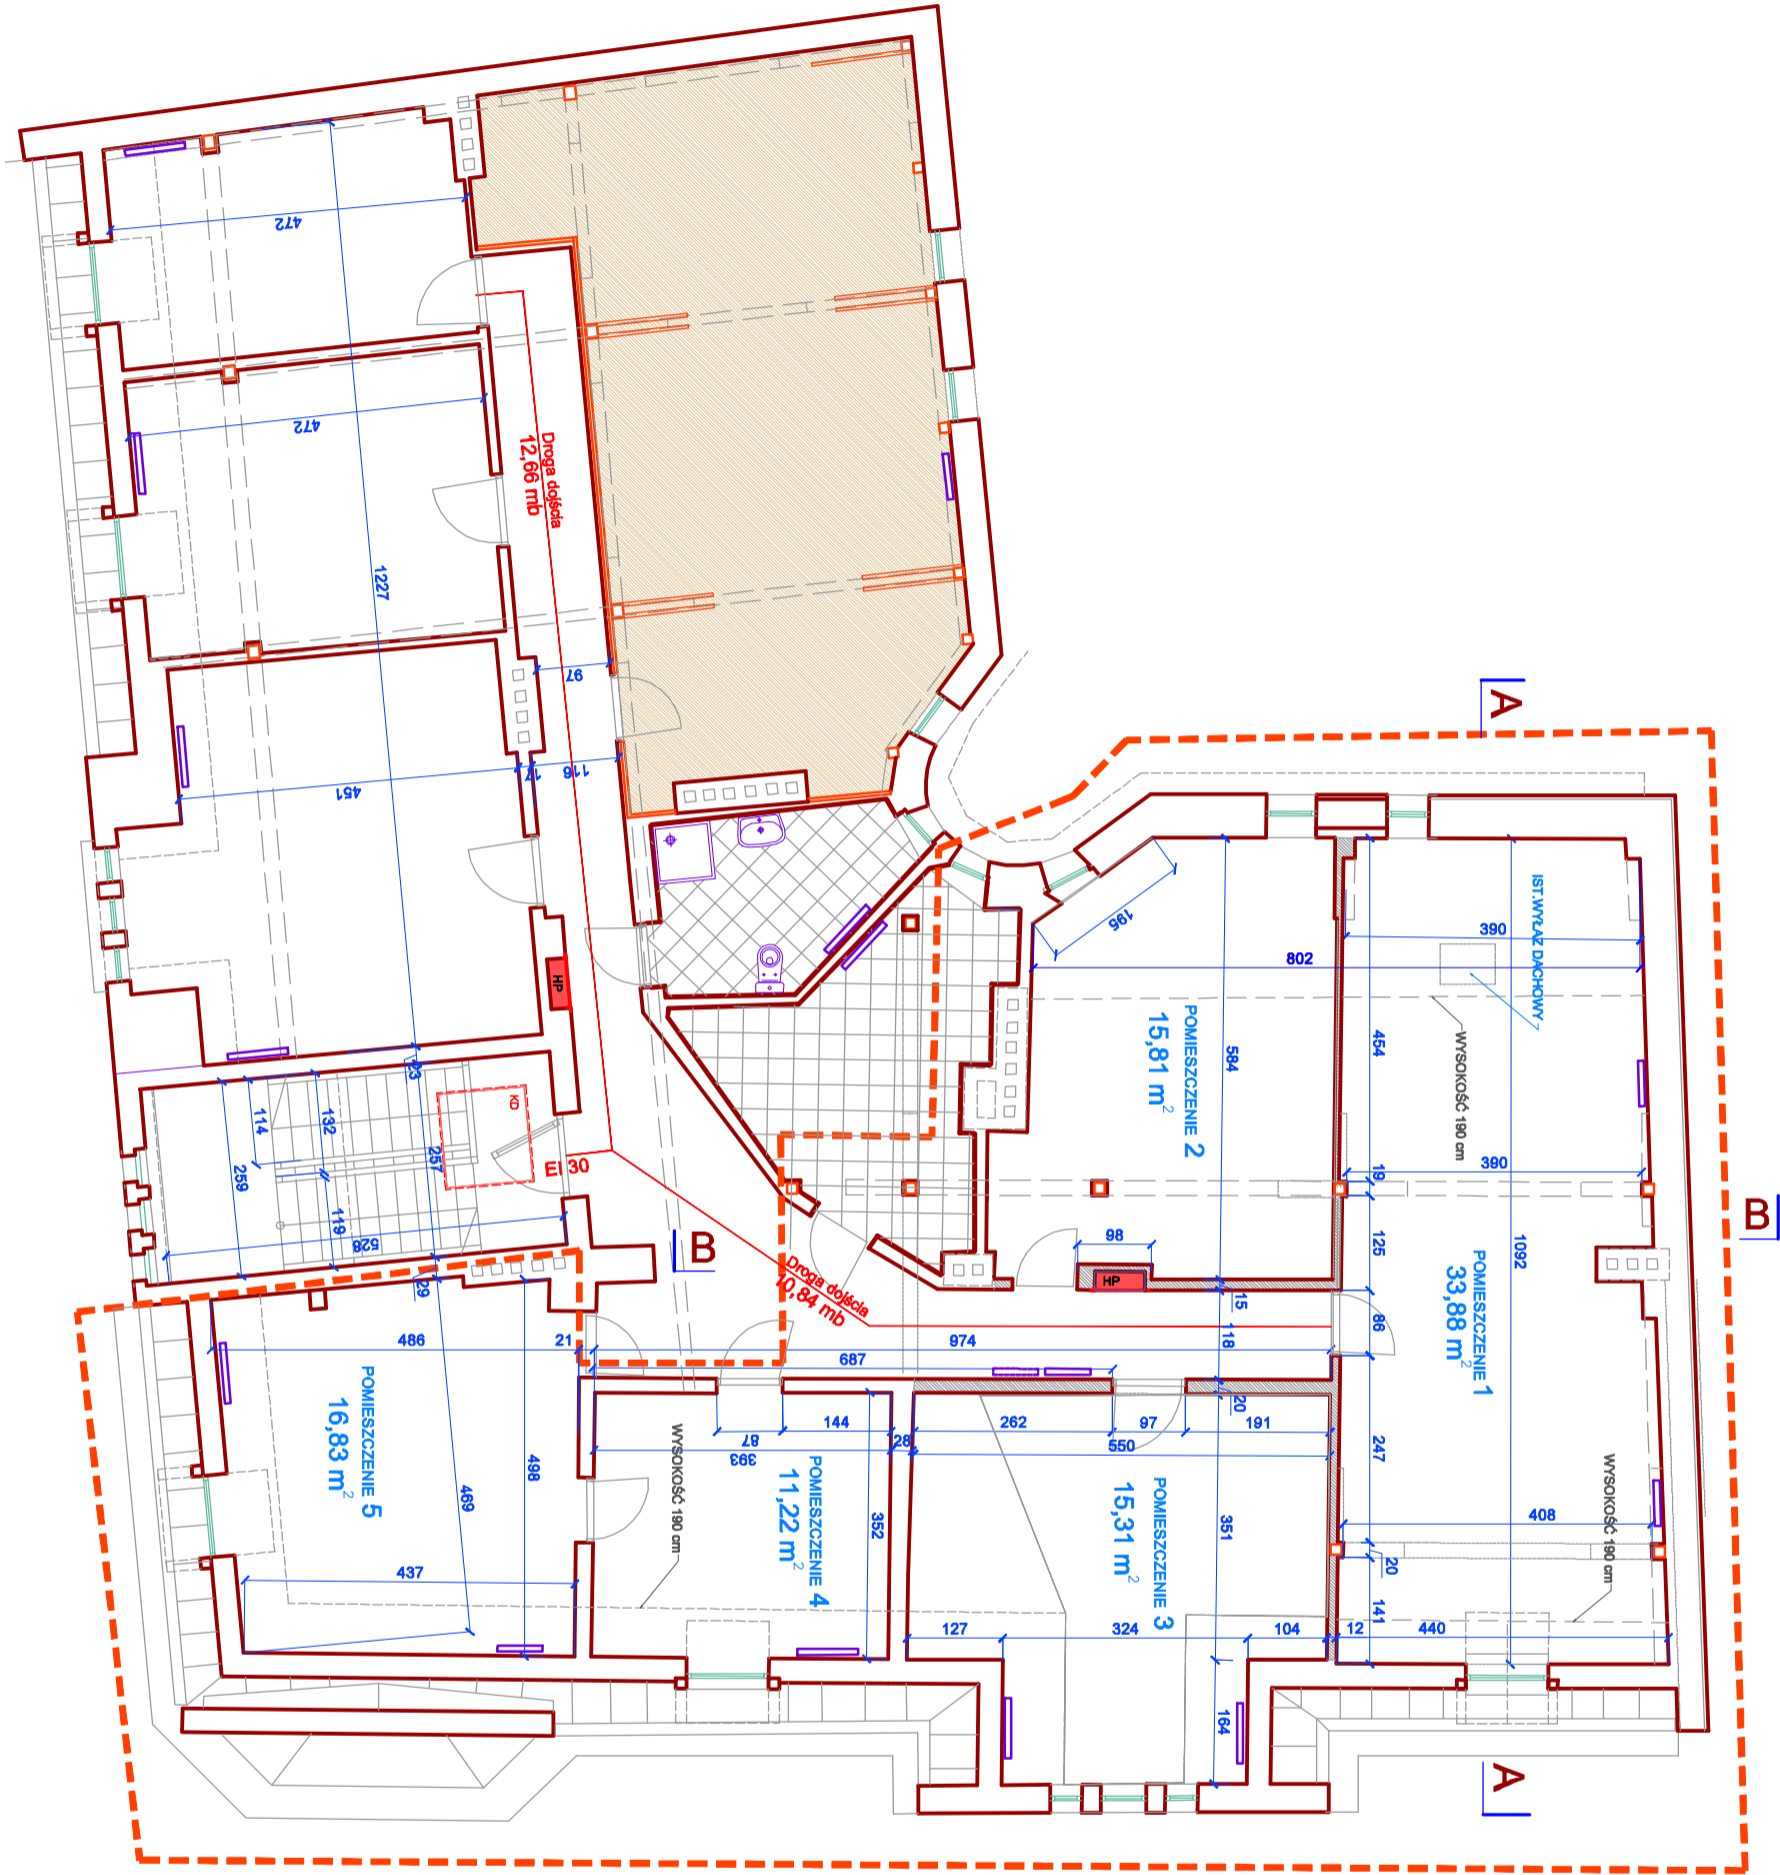 472
472
1227
Droga dojścia
12,66 mb
97
116
17
451
HP
23
KD
114
132
257
259
119
528
EI 30
29
A
B
B
A
195
802
390
IST.WYŁAZ DACHOWY
WYSOKOŚĆ 190 cm
454
584
POMIESZCZENIE 2
15,81 m²
19
390
125
1092
98
HP
15
118
86
POMIESZCZENIE 1
33,88 m²
Droga dojścia
10,84 mb
974
687
486
21
POMIESZCZENIE 5
16,83 m²
498
469
437
WYSOKOŚĆ 190 cm
144
87
393
28
POMIESZCZENIE 4
11,22 m²
352
262
97
191
550
20
POMIESZCZENIE 3
15,31 m²
351
247
408
WYSOKOŚĆ 190 cm
20
141
127
324
104
12
440
164